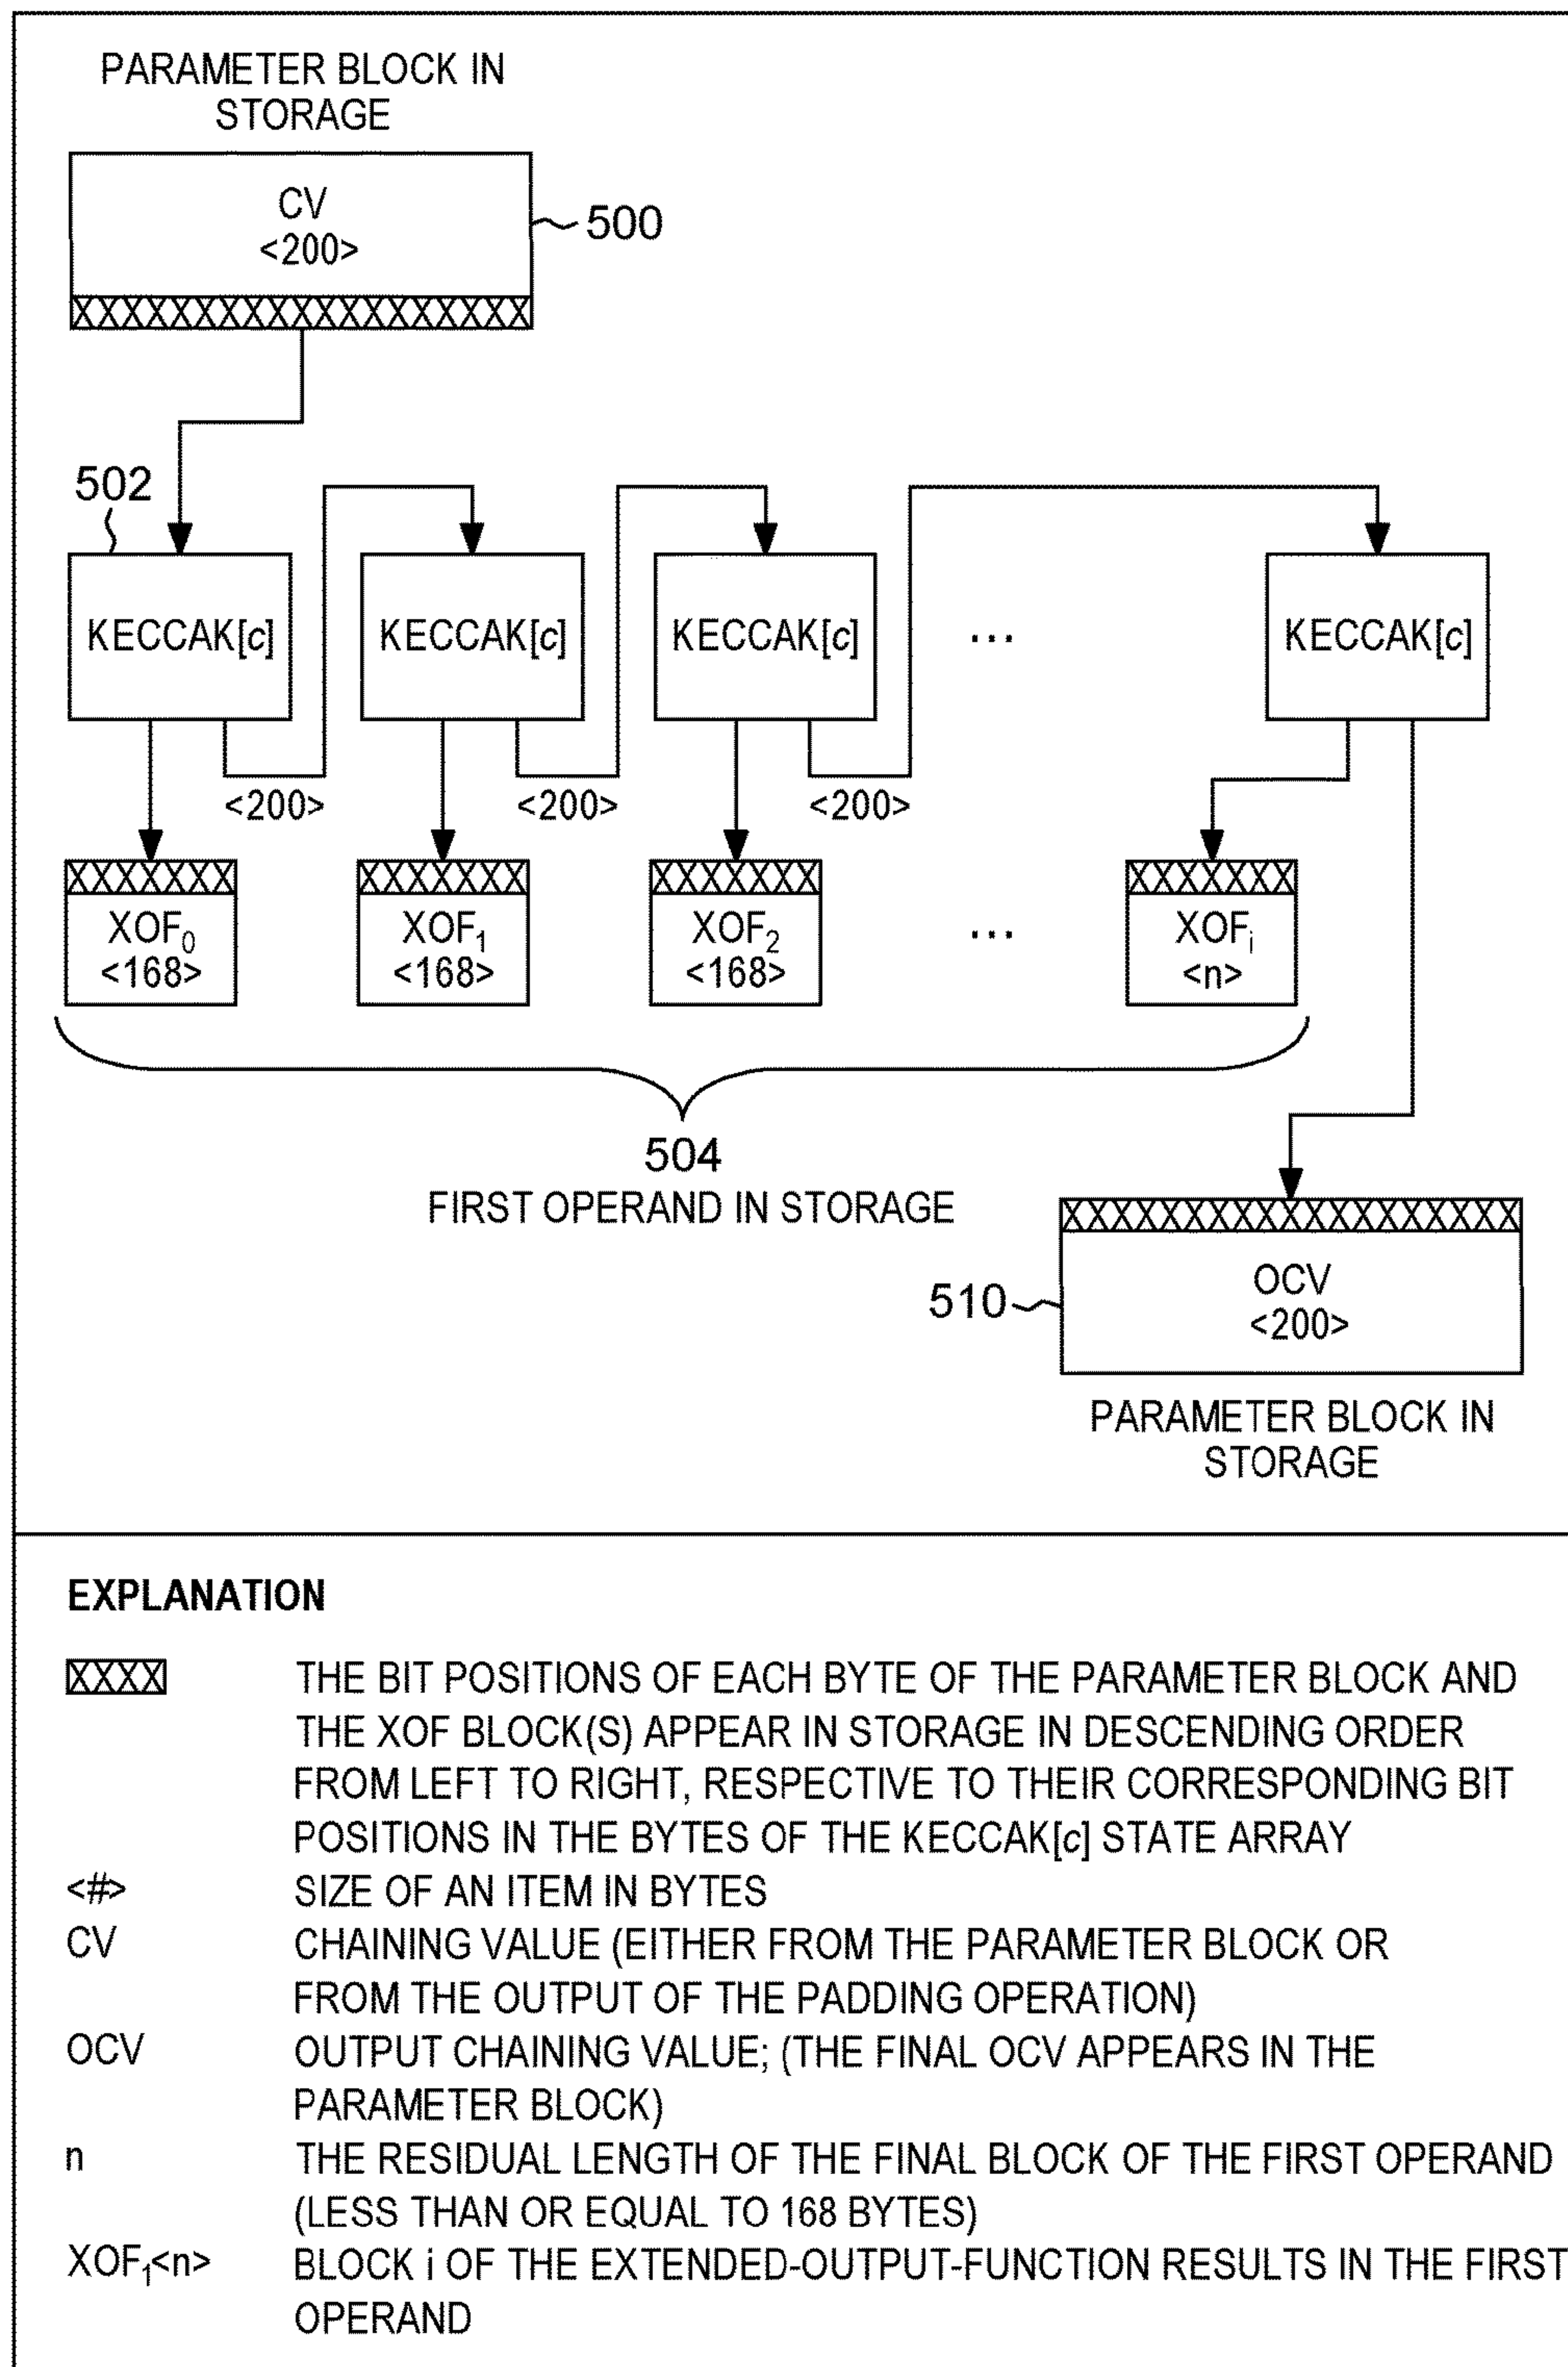 PARAMETER BLOCK IN
STORAGE
CV
<200>
500
502
KECCAK[c]
KECCAK[c]
KECCAK[c]
...
KECCAK[c]
<200>
<200>
<200>
XOF₀
<168>
XOF₁
<168>
XOF₂
<168>
...
XOFᵢ
<n>
504
FIRST OPERAND IN STORAGE
510
OCV
<200>
PARAMETER BLOCK IN
STORAGE
EXPLANATION
THE BIT POSITIONS OF EACH BYTE OF THE PARAMETER BLOCK AND
THE XOF BLOCK(S) APPEAR IN STORAGE IN DESCENDING ORDER
FROM LEFT TO RIGHT, RESPECTIVE TO THEIR CORRESPONDING BIT
POSITIONS IN THE BYTES OF THE KECCAK[c] STATE ARRAY
<#> SIZE OF AN ITEM IN BYTES
CV CHAINING VALUE (EITHER FROM THE PARAMETER BLOCK OR
FROM THE OUTPUT OF THE PADDING OPERATION)
OCV OUTPUT CHAINING VALUE; (THE FINAL OCV APPEARS IN THE
PARAMETER BLOCK)
n THE RESIDUAL LENGTH OF THE FINAL BLOCK OF THE FIRST OPERAND
(LESS THAN OR EQUAL TO 168 BYTES)
XOF₁<n> BLOCK i OF THE EXTENDED-OUTPUT-FUNCTION RESULTS IN THE FIRST
OPERAND